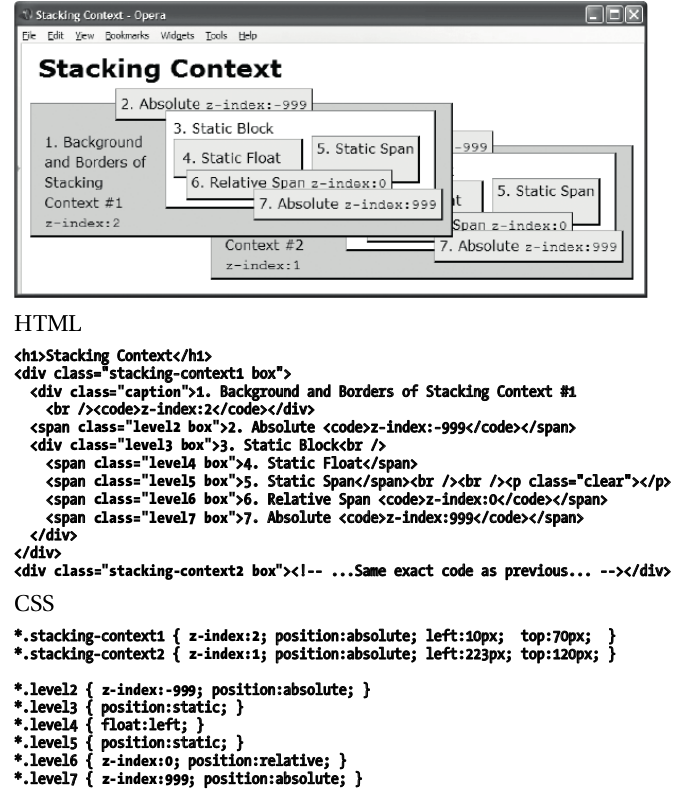 Stacking Context - Opera
File Edit View Bookmarks Widgets Tools Help
Stacking Context
2. Absolute z-index:-999
3. Static Block
1. Background
and Borders of
Stacking
Context #1
z-index:2
4. Static Float
5. Static Span
6. Relative Span z-index:0
7. Absolute z-index:999
-999
5. Static Span
Span z-index:0
7. Absolute z-index:999
Context #2
z-index:1
HTML
<h1>Stacking Context</h1>
<div class="stacking-context1 box">
<div class="caption">1. Background and Borders of Stacking Context #1
<br /><code>z-index:2</code></div>
<span class="level2 box">2. Absolute <code>z-index:-999</code></span>
<div class="level3 box">3. Static Block<br />
<span class="level4 box">4. Static Float</span>
<span class="level5 box">5. Static Span</span><br /><br /><p class="clear"></p>
<span class="level6 box">6. Relative Span <code>z-index:0</code></span>
<span class="level7 box">7. Absolute <code>z-index:999</code></span>
</div>
</div>
<div class="stacking-context2 box"><!-- ...Same exact code as previous... --></div>
CSS
*.stacking-context1 { z-index:2; position:absolute; left:10px; top:70px; }
*.stacking-context2 { z-index:1; position:absolute; left:223px; top:120px; }
*.level2 { z-index:-999; position:absolute; }
*.level3 { position:static; }
*.level4 { float:left; }
*.level5 { position:static; }
*.level6 { z-index:0; position:relative; }
*.level7 { z-index:999; position:absolute; }